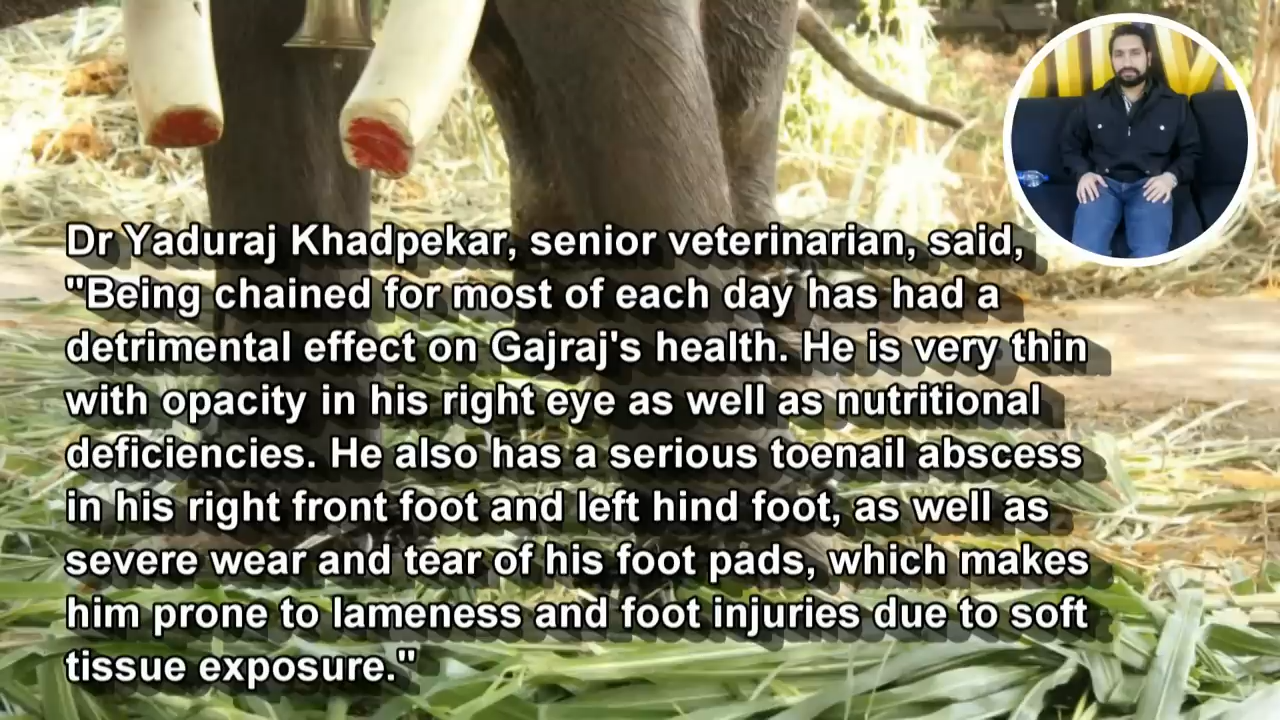 Dr Yaduraj Khadpekar, senior veterinarian, said,
"Being chained for most of each day has had a
detrimental effect on Gajraj's health. He is very thin
with opacity in his right eye as well as nutritional
deficiencies. He also has a serious toenail abscess
in his right front foot and left hind foot, as well as
severe wear and tear of his foot pads, which makes
him prone to lameness and foot injuries due to soft
tissue exposure."